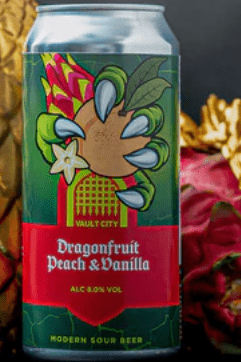 VAULT CITY
Dragonfruit
Peach & Vanilla
ALC 8.0% VOL
MODERN SOUR BEER